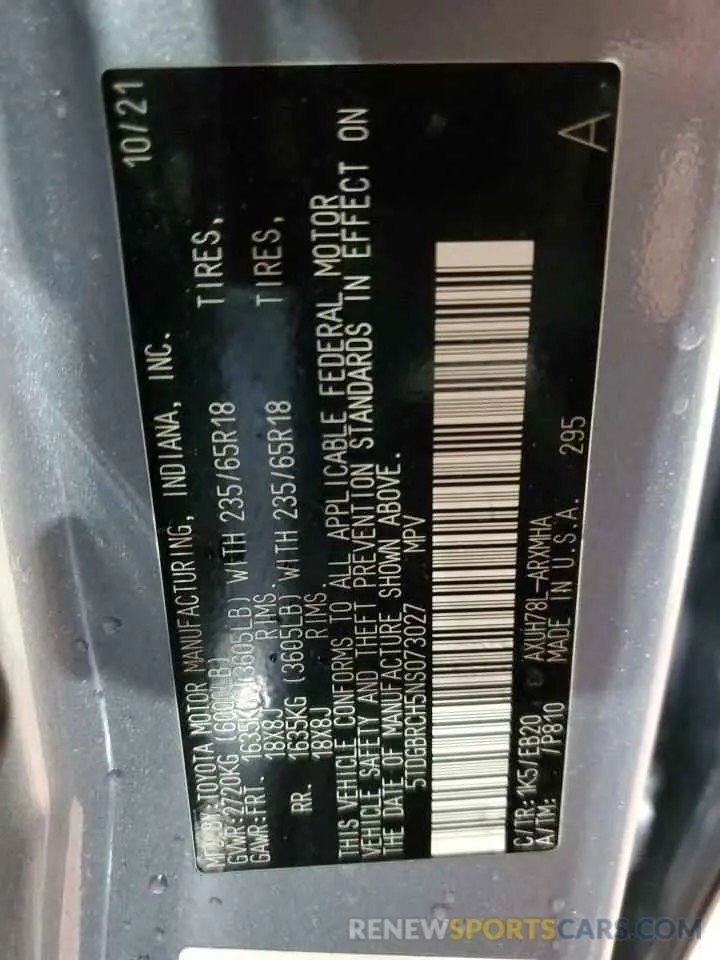 MFD.BY:TOYOTA MOTOR MANUFACTURING, INDIANA, INC. 10/21
GVWR:2720KG (6000LB)
GAWR:FRT. 1635KG (3605LB) WITH 235/65R18 TIRES,
18X8J RIMS.
RR. 1635KG (3605LB) WITH 235/65R18 TIRES,
18X8J RIMS
THIS VEHICLE CONFORMS TO ALL APPLICABLE FEDERAL MOTOR
VEHICLE SAFETY AND THEFT PREVENTION STANDARDS IN EFFECT ON
THE DATE OF MANUFACTURE SHOWN ABOVE.
5TDGBRCH5NS073027 MPV
C/TR:1K5/EB20 AXUH78L-ARXMHA 295
A/TM: /P810 MADE IN U.S.A.
A
RENEWSPORTSCARS.COM